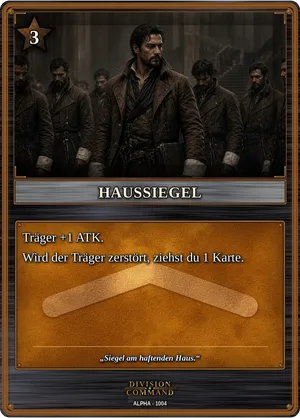 3
HAUSSIEGEL
Träger +1 ATK.
Wird der Träger zerstört, ziehst du 1 Karte.
„Siegel am haftenden Haus.“
DIVISION
COMMAND
ALPHA - 1004